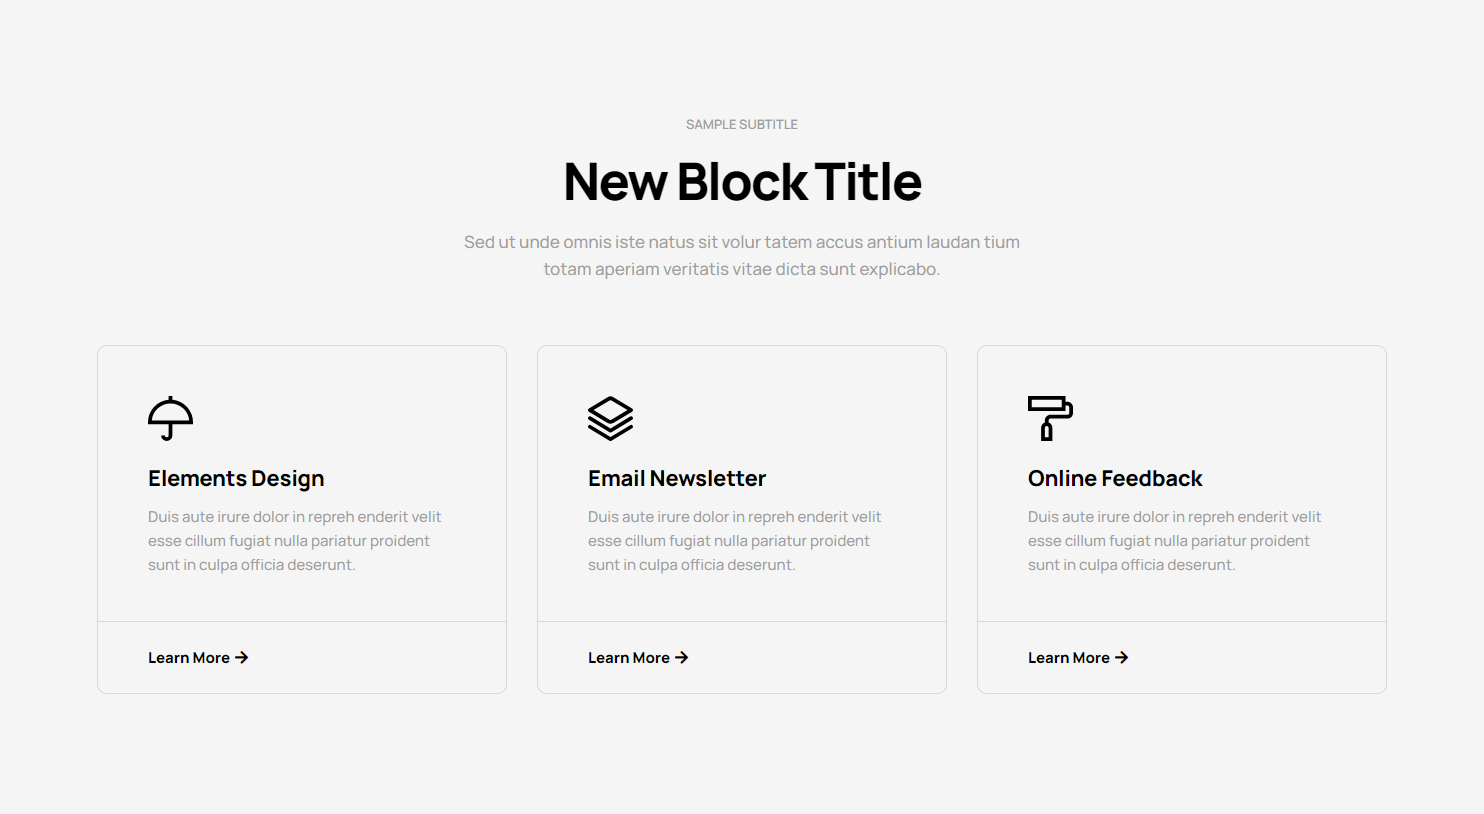 SAMPLE SUBTITLE
New Block Title
Sed ut unde omnis iste natus sit volur tatem accus antium laudan tium
totam aperiam veritatis vitae dicta sunt explicabo.
Elements Design
Duis aute irure dolor in repreh enderit velit
esse cillum fugiat nulla pariatur proident
sunt in culpa officia deserunt.
Learn More →
Email Newsletter
Duis aute irure dolor in repreh enderit velit
esse cillum fugiat nulla pariatur proident
sunt in culpa officia deserunt.
Learn More →
Online Feedback
Duis aute irure dolor in repreh enderit velit
esse cillum fugiat nulla pariatur proident
sunt in culpa officia deserunt.
Learn More →